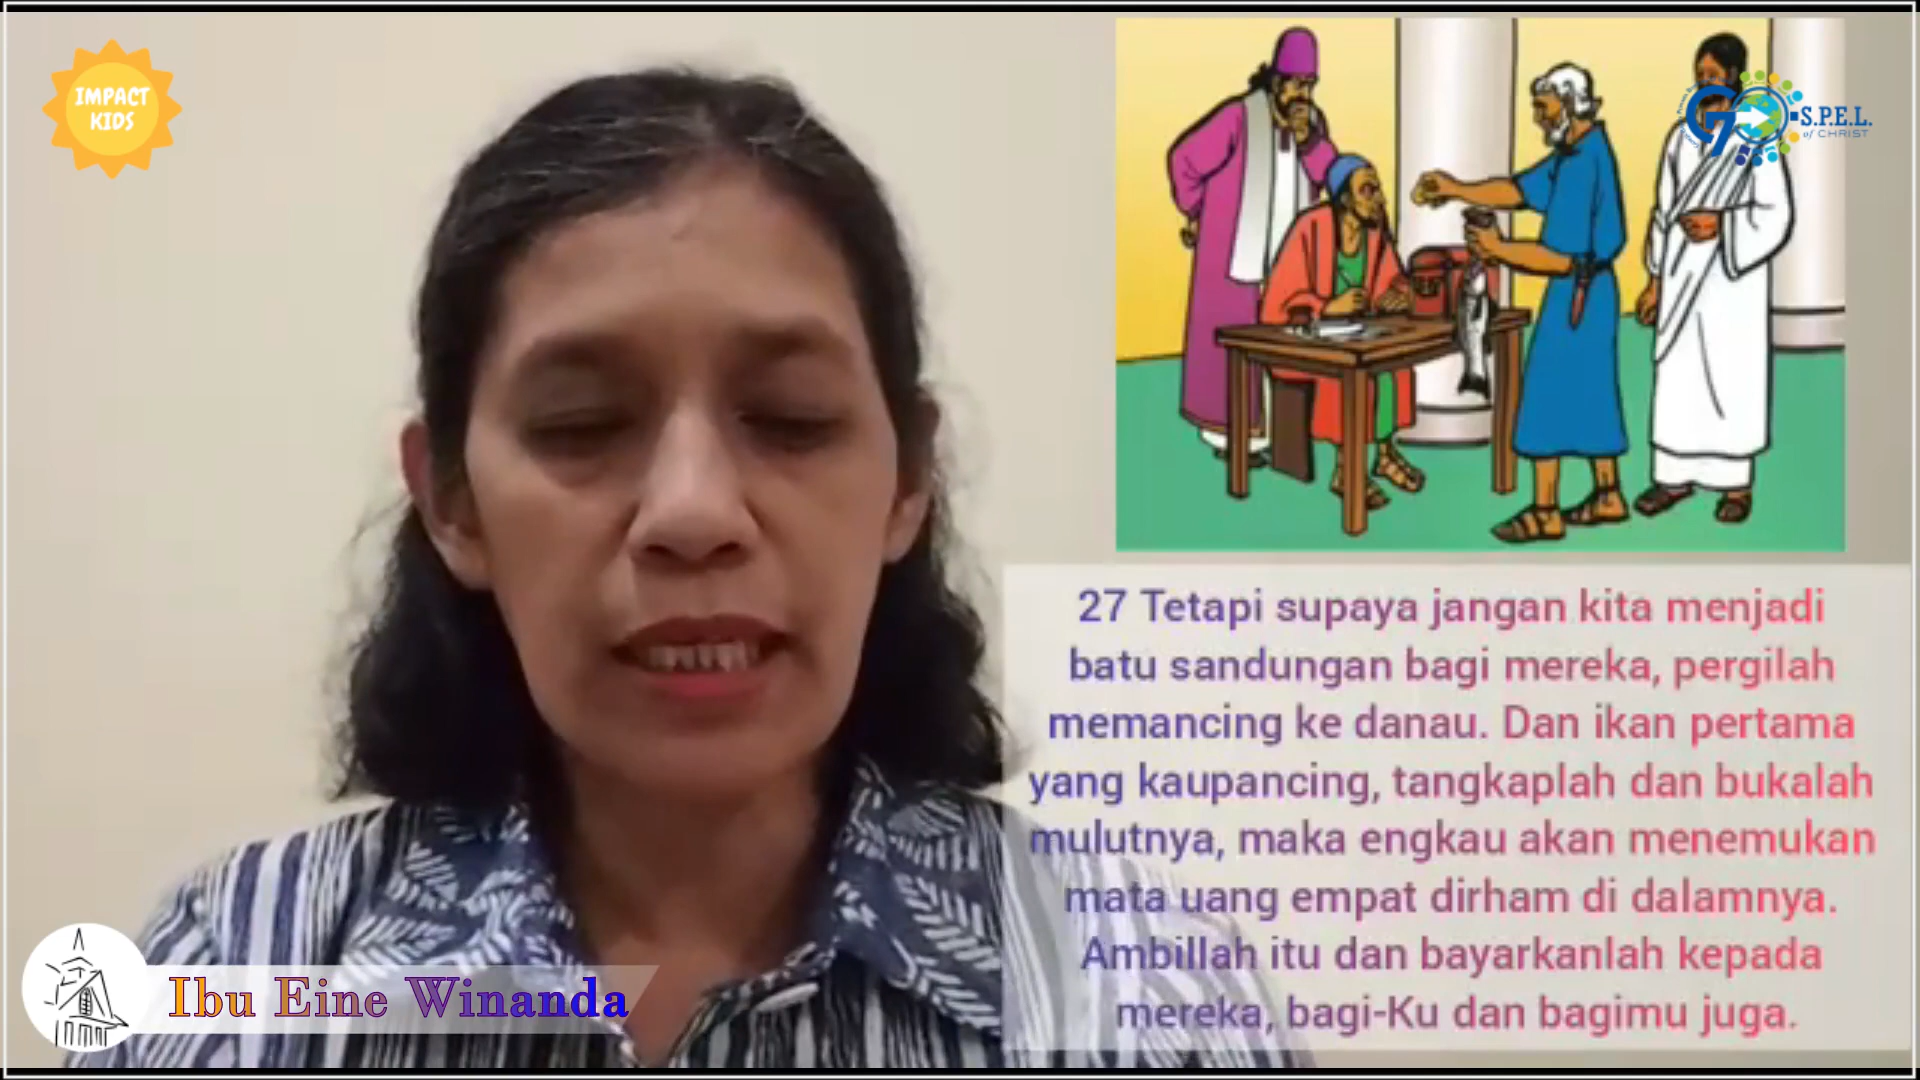 IMPACT
KIDS
S.P.E.L.
of CHRIST
27 Tetapi supaya jangan kita menjadi
batu sandungan bagi mereka, pergilah
memancing ke danau. Dan ikan pertama
yang kaupancing, tangkaplah dan bukalah
mulutnya, maka engkau akan menemukan
mata uang empat dirham di dalamnya.
Ambillah itu dan bayarkanlah kepada
mereka, bagi-Ku dan bagimu juga.
Ibu Eine Winanda